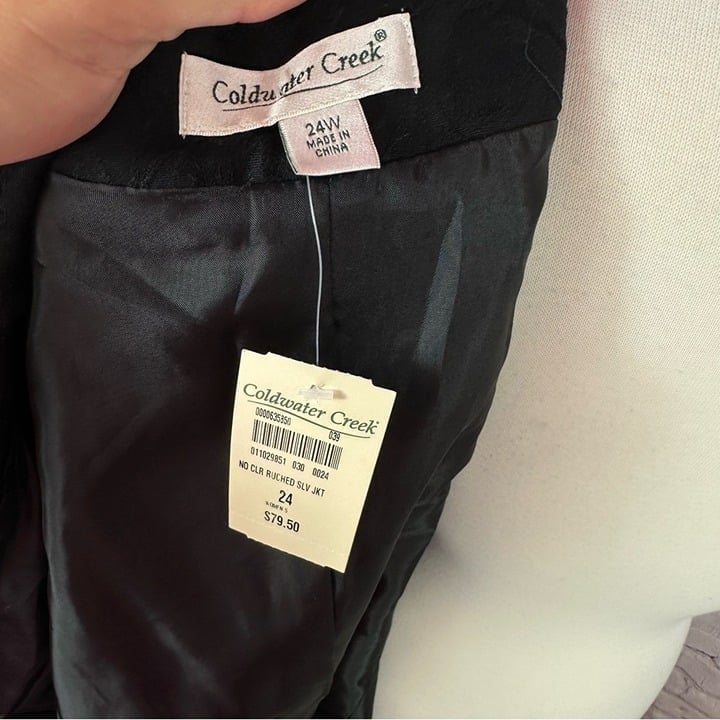 Coldwater Creek®
24W
MADE IN
CHINA
Coldwater Creek
0000635850
039
011029851 030 0024
NO CLR RUCHED SLV JKT
24
WOMEN S
$79.50